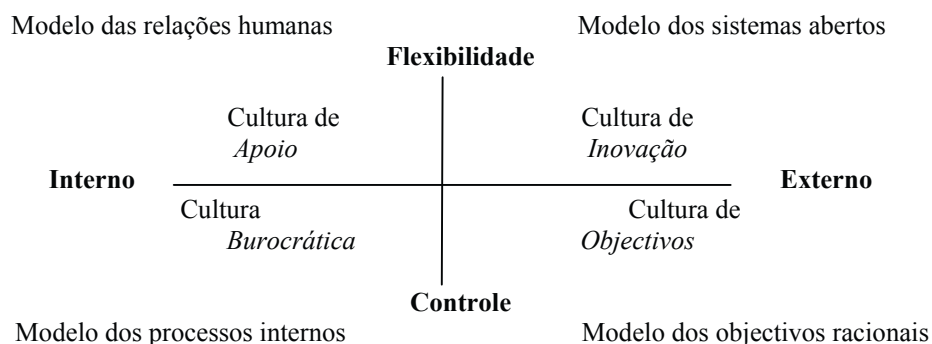 Modelo das relações humanas
Modelo dos sistemas abertos
Flexibilidade
Cultura de
Apoio
Cultura de
Inovação
Interno
Externo
Cultura
Burocrática
Cultura de
Objectivos
Controle
Modelo dos processos internos
Modelo dos objectivos racionais